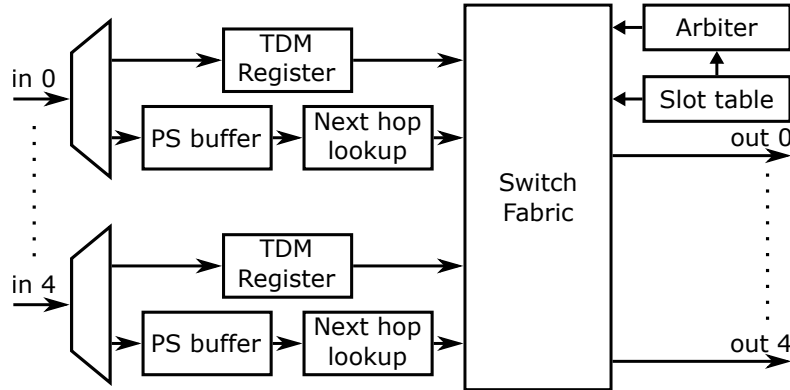 in 0
TDM
Register
PS buffer
Next hop
lookup
in 4
TDM
Register
PS buffer
Next hop
lookup
Switch
Fabric
Arbiter
Slot table
out 0
out 4